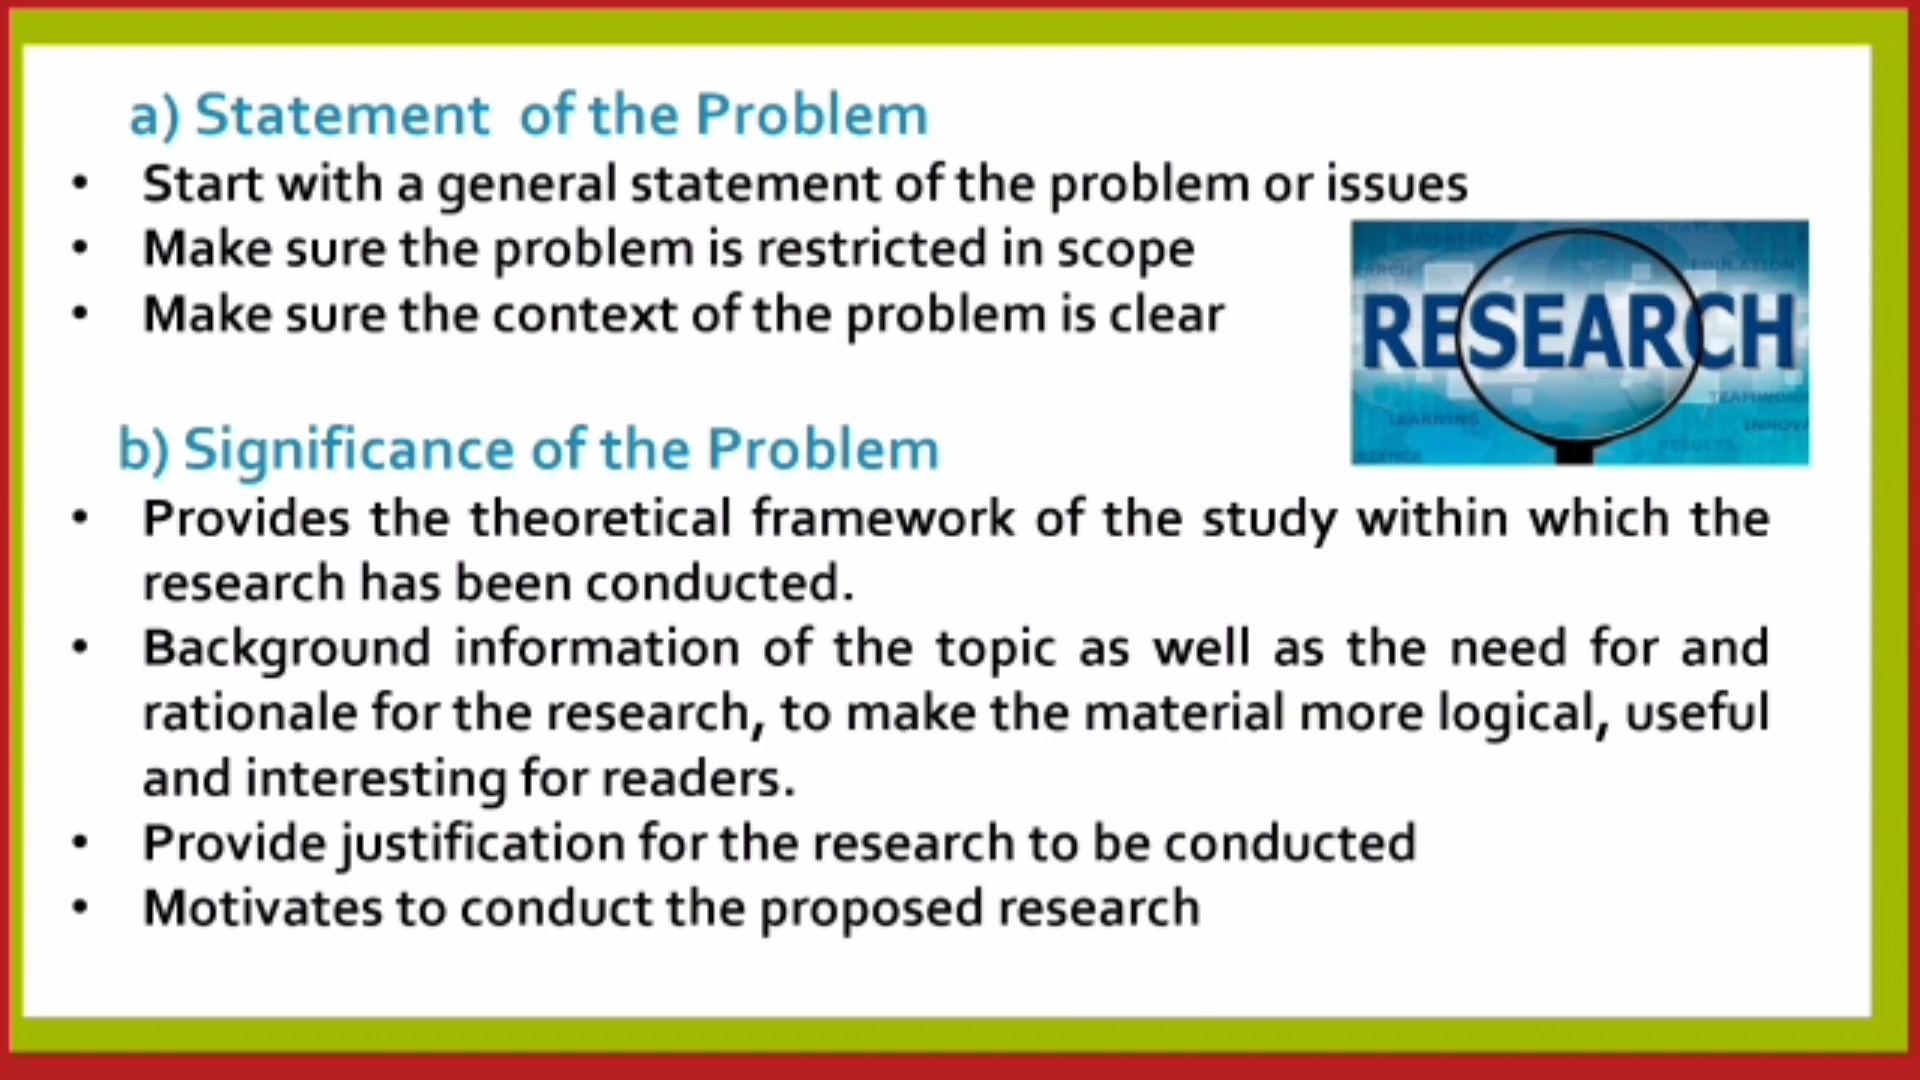 a) Statement of the Problem
• Start with a general statement of the problem or issues
• Make sure the problem is restricted in scope
• Make sure the context of the problem is clear
RESEARCH
EDUCATION
LEARNING
TEAMWORK
RESULTS
b) Significance of the Problem
• Provides the theoretical framework of the study within which the
research has been conducted.
• Background information of the topic as well as the need for and
rationale for the research, to make the material more logical, useful
and interesting for readers.
• Provide justification for the research to be conducted
• Motivates to conduct the proposed research